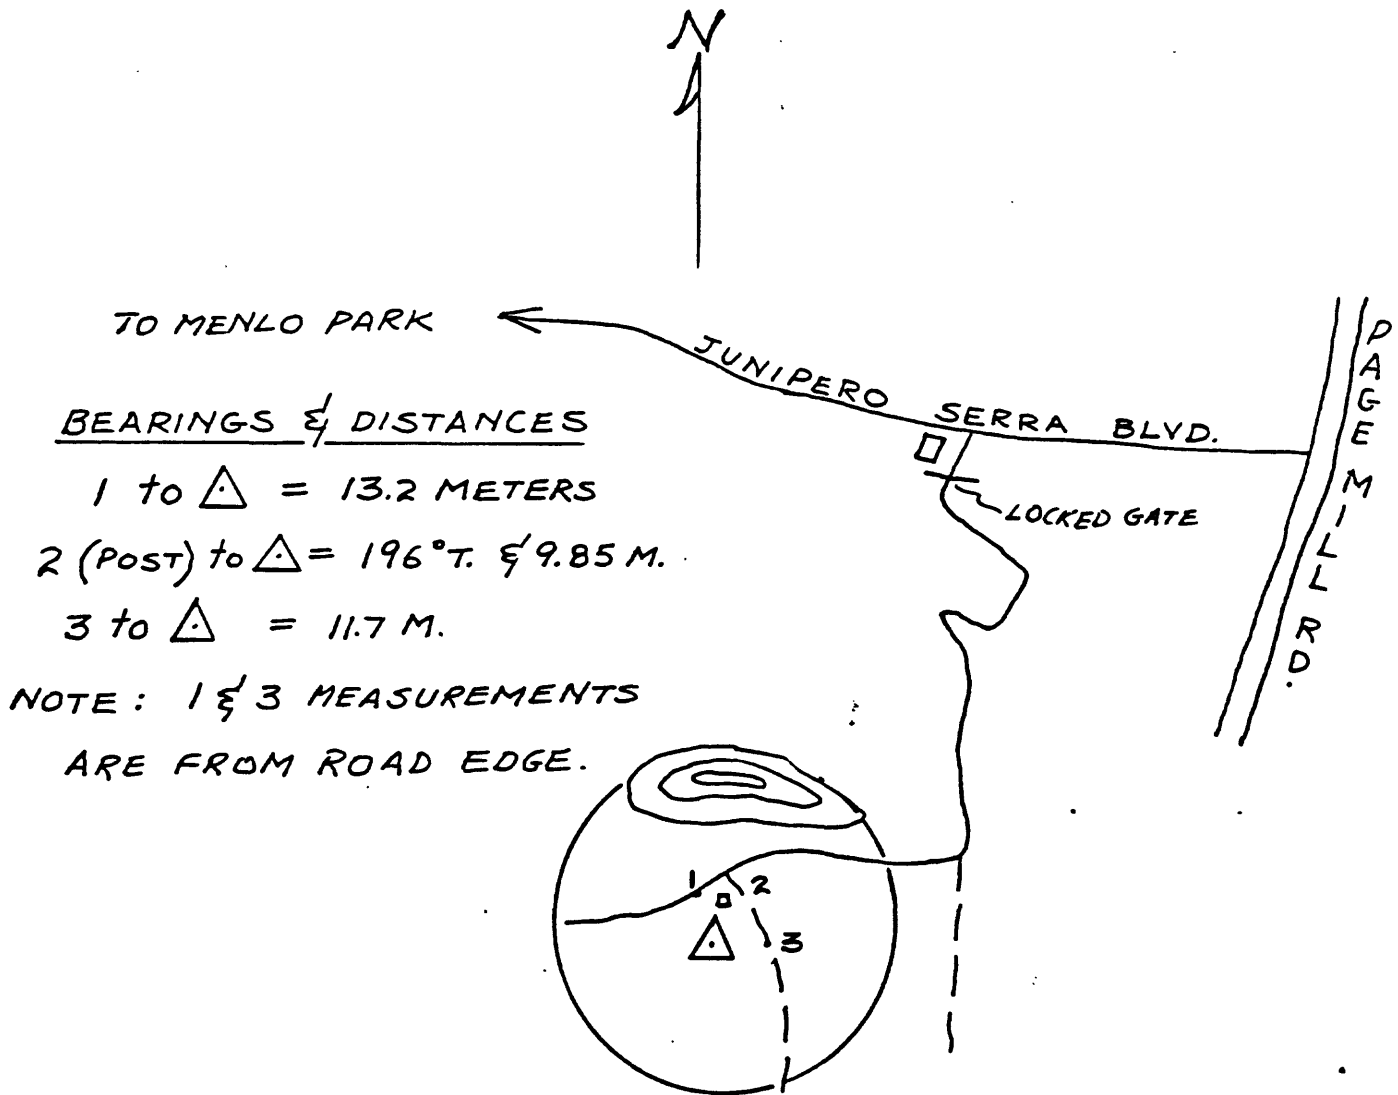 N
TO MENLO PARK
JUNIPERO SERRA BLVD.
PAGE MILL RD.
BEARINGS & DISTANCES
1 to △ = 13.2 METERS
2 (POST) to △ = 196°T. & 9.85 M.
3 to △ = 11.7 M.
NOTE: 1 & 3 MEASUREMENTS
ARE FROM ROAD EDGE.
LOCKED GATE
1
2
3